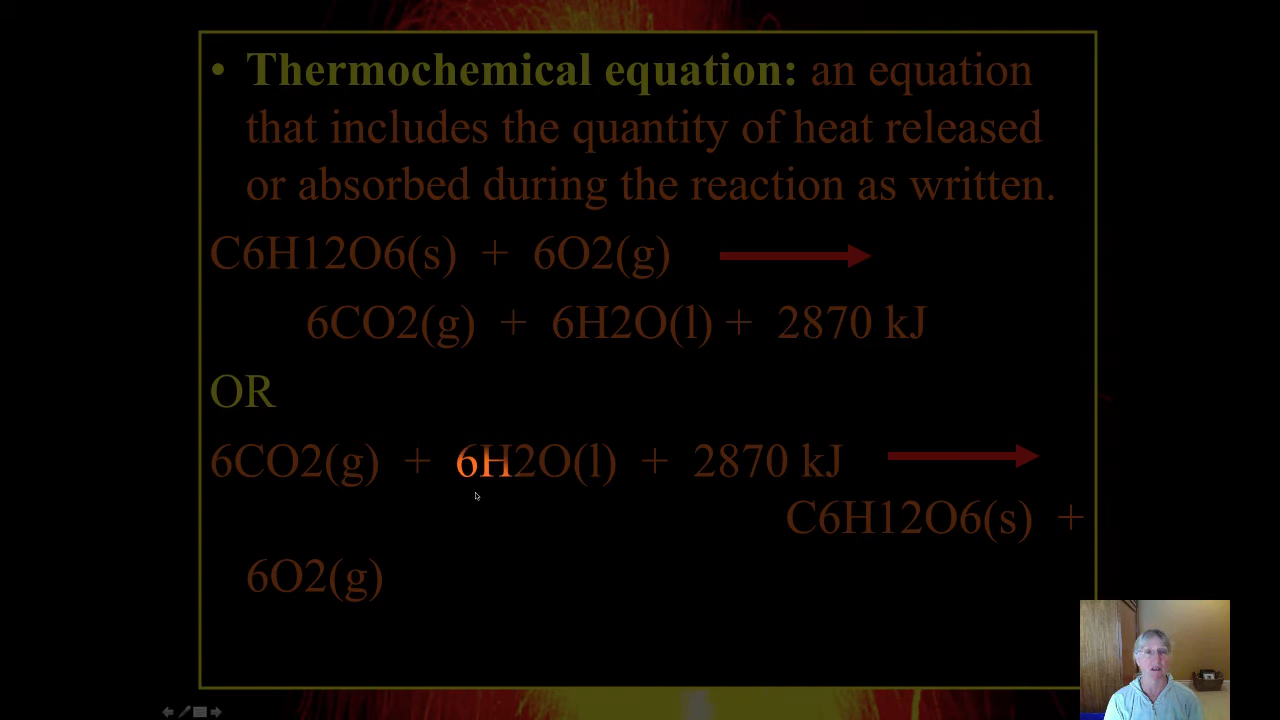 • Thermochemical equation: an equation
that includes the quantity of heat released
or absorbed during the reaction as written.
C6H12O6(s) + 6O2(g)
6CO2(g) + 6H2O(l) + 2870 kJ
OR
6CO2(g) + 6H2O(l) + 2870 kJ
C6H12O6(s) +
6O2(g)